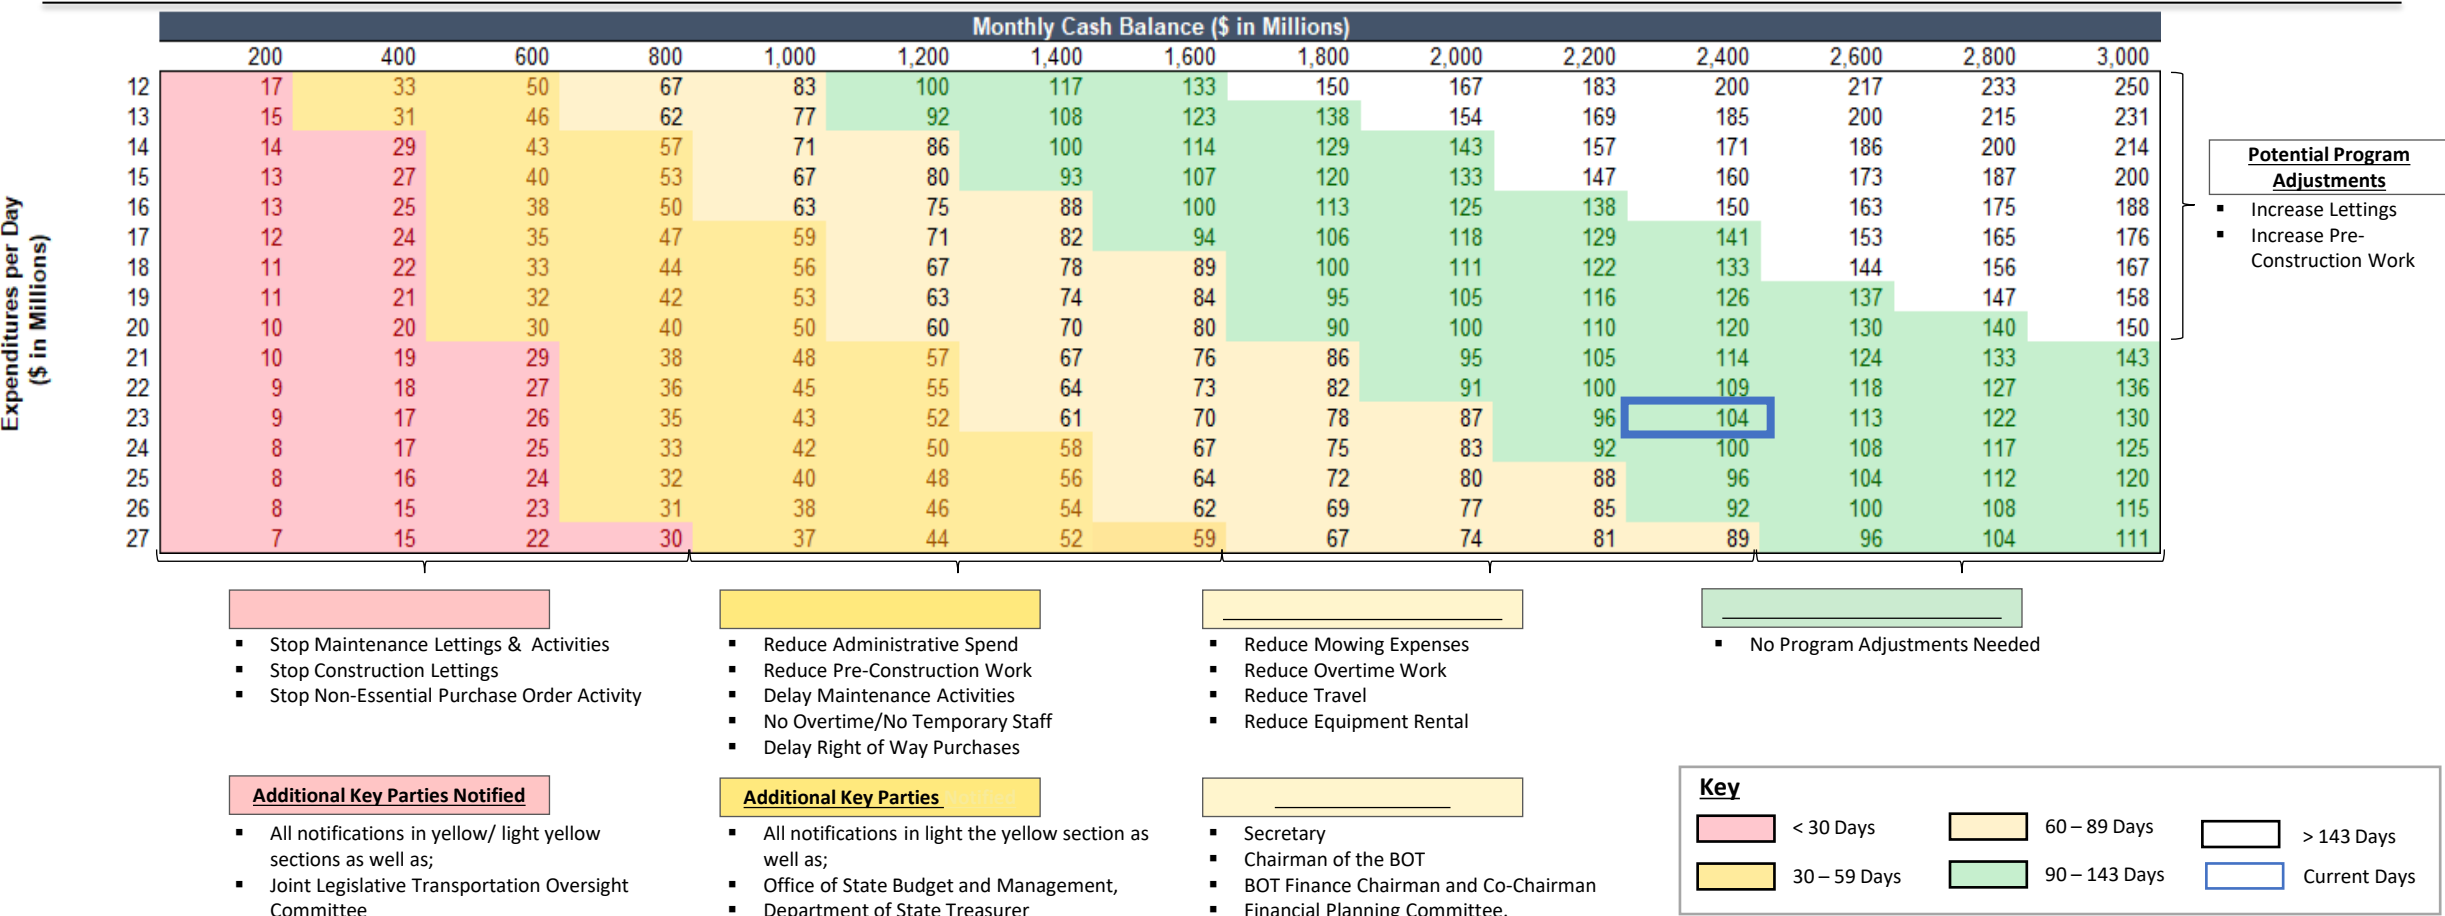 Monthly Cash Balance ($ in Millions)
200 400 600 800 1,000 1,200 1,400 1,600 1,800 2,000 2,200 2,400 2,600 2,800 3,000
Expenditures per Day
($ in Millions)
12 17 33 50 67 83 100 117 133 150 167 183 200 217 233 250
13 15 31 46 62 77 92 108 123 138 154 169 185 200 215 231
14 14 29 43 57 71 86 100 114 129 143 157 171 186 200 214
15 13 27 40 53 67 80 93 107 120 133 147 160 173 187 200
16 13 25 38 50 63 75 88 100 113 125 138 150 163 175 188
17 12 24 35 47 59 71 82 94 106 118 129 141 153 165 176
18 11 22 33 44 56 67 78 89 100 111 122 133 144 156 167
19 11 21 32 42 53 63 74 84 95 105 116 126 137 147 158
20 10 20 30 40 50 60 70 80 90 100 110 120 130 140 150
21 10 19 29 38 48 57 67 76 86 95 105 114 124 133 143
22 9 18 27 36 45 55 64 73 82 91 100 109 118 127 136
23 9 17 26 35 43 52 61 70 78 87 96 104 113 122 130
24 8 17 25 33 42 50 58 67 75 83 92 100 108 117 125
25 8 16 24 32 40 48 56 64 72 80 88 96 104 112 120
26 8 15 23 31 38 46 54 62 69 77 85 92 100 108 115
27 7 15 22 30 37 44 52 59 67 74 81 89 96 104 111
Potential Program
Adjustments
▪ Increase Lettings
▪ Increase Pre-
Construction Work
▪ Stop Maintenance Lettings & Activities
▪ Stop Construction Lettings
▪ Stop Non-Essential Purchase Order Activity
▪ Reduce Administrative Spend
▪ Reduce Pre-Construction Work
▪ Delay Maintenance Activities
▪ No Overtime/No Temporary Staff
▪ Delay Right of Way Purchases
▪ Reduce Mowing Expenses
▪ Reduce Overtime Work
▪ Reduce Travel
▪ Reduce Equipment Rental
▪ No Program Adjustments Needed
Additional Key Parties Notified
▪ All notifications in yellow/ light yellow
sections as well as;
▪ Joint Legislative Transportation Oversight
Committee
Additional Key Parties Notified
▪ All notifications in light the yellow section as
well as;
▪ Office of State Budget and Management,
▪ Department of State Treasurer
▪ Secretary
▪ Chairman of the BOT
▪ BOT Finance Chairman and Co-Chairman
▪ Financial Planning Committee,
Key
< 30 Days
60 – 89 Days
> 143 Days
30 – 59 Days
90 – 143 Days
Current Days